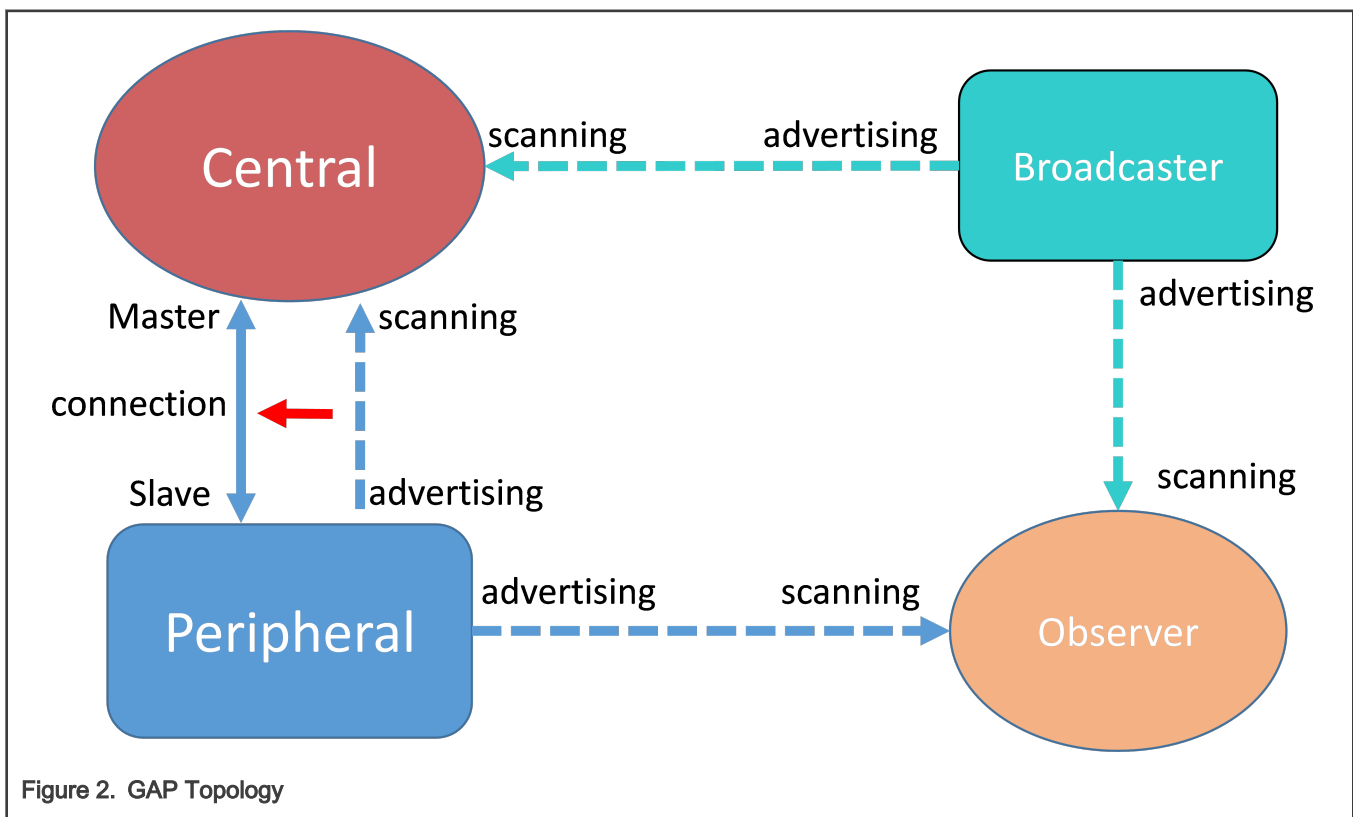 Central
scanning
advertising
Broadcaster
Master
scanning
advertising
connection
Slave
advertising
scanning
Peripheral
advertising
scanning
Observer
Figure 2. GAP Topology